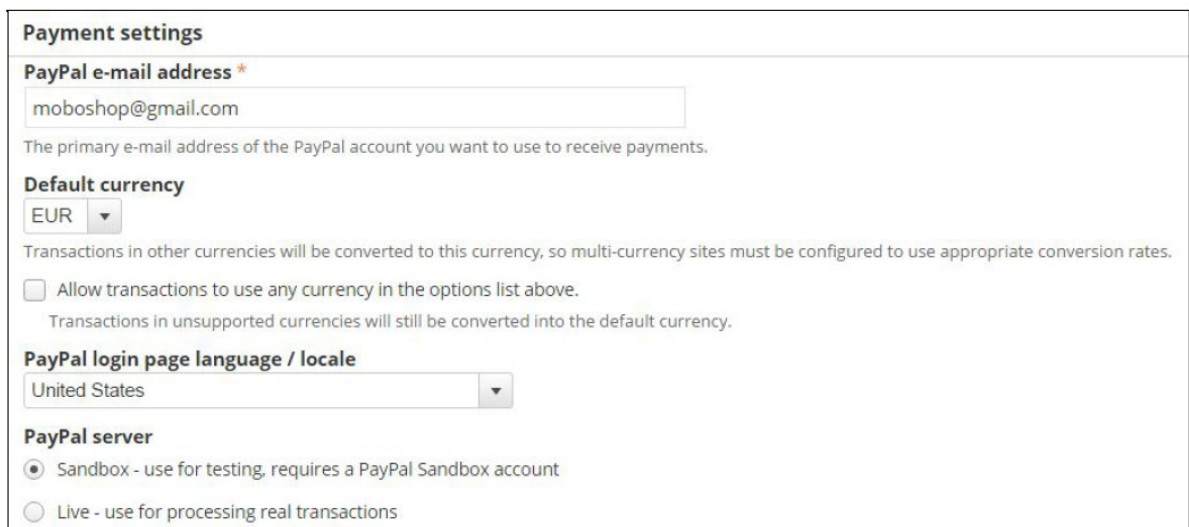 Payment settings
PayPal e-mail address *
moboshop@gmail.com
The primary e-mail address of the PayPal account you want to use to receive payments.
Default currency
EUR
Transactions in other currencies will be converted to this currency, so multi-currency sites must be configured to use appropriate conversion rates.
Allow transactions to use any currency in the options list above.
Transactions in unsupported currencies will still be converted into the default currency.
PayPal login page language / locale
United States
PayPal server
Sandbox - use for testing, requires a PayPal Sandbox account
Live - use for processing real transactions